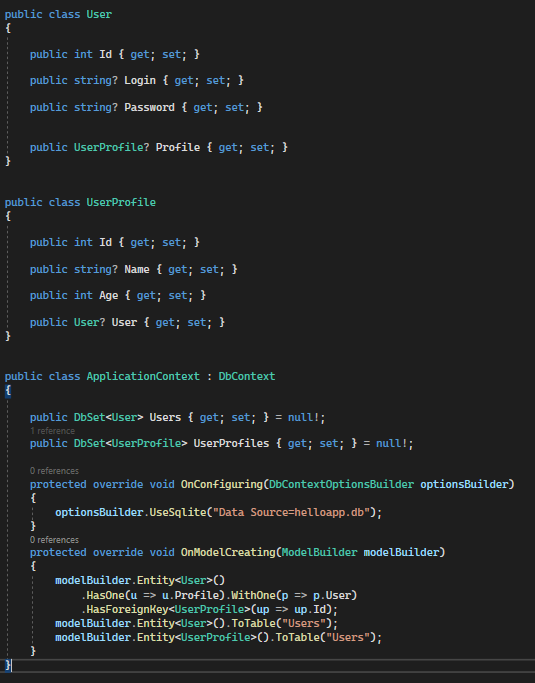 public class User
{
public int Id { get; set; }
public string? Login { get; set; }
public string? Password { get; set; }
public UserProfile? Profile { get; set; }
}
public class UserProfile
{
public int Id { get; set; }
public string? Name { get; set; }
public int Age { get; set; }
public User? User { get; set; }
}
public class ApplicationContext : DbContext
{
public DbSet<User> Users { get; set; } = null!;
1 reference
public DbSet<UserProfile> UserProfiles { get; set; } = null!;
0 references
protected override void OnConfiguring(DbContextOptionsBuilder optionsBuilder)
{
optionsBuilder.UseSqlite("Data Source=helloapp.db");
}
0 references
protected override void OnModelCreating(ModelBuilder modelBuilder)
{
modelBuilder.Entity<User>()
.HasOne(u => u.Profile).WithOne(p => p.User)
.HasForeignKey<UserProfile>(up => up.Id);
modelBuilder.Entity<User>().ToTable("Users");
modelBuilder.Entity<UserProfile>().ToTable("Users");
}
}